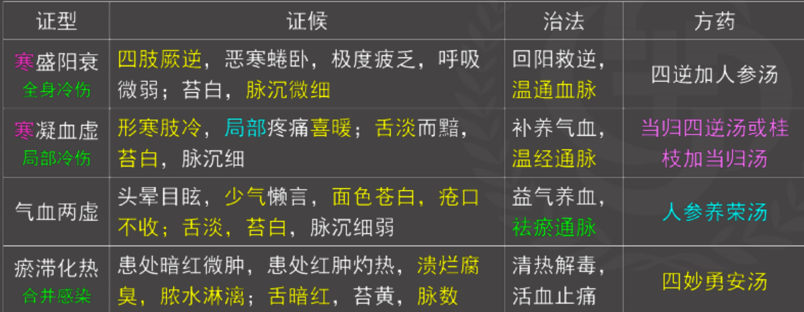 证型 证候 治法 方药
寒盛阳衰
全身冷伤
四肢厥逆，恶寒蜷卧，极度疲乏，呼吸
微弱；苔白，脉沉微细
回阳救逆，
温通血脉
四逆加人参汤
寒凝血虚
局部冷伤
形寒肢冷，局部疼痛喜暖；舌淡而黯，
苔白，脉沉细
补养气血，
温经通脉
当归四逆汤或桂
枝加当归汤
气血两虚
头晕目眩，少气懒言，面色苍白，疮口
不收；舌淡，苔白，脉沉细弱
益气养血，
祛瘀通脉
人参养荣汤
瘀滞化热
合并感染
患处暗红微肿，患处红肿灼热，溃烂腐
臭，脓水淋漓；舌暗红，苔黄，脉数
清热解毒，
活血止痛
四妙勇安汤